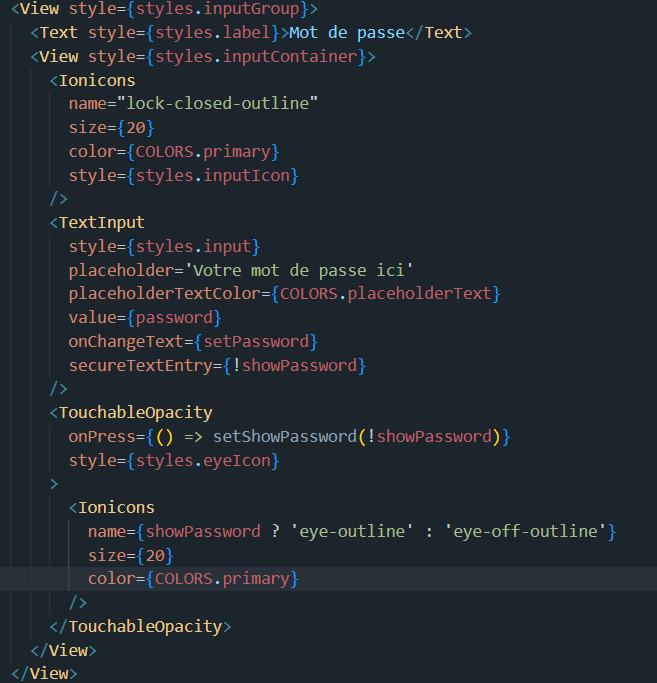 <View style={styles.inputGroup}>
<Text style={styles.label}>Mot de passe</Text>
<View style={styles.inputContainer}>
<Ionicons
name="lock-closed-outline"
size={20}
color={COLORS.primary}
style={styles.inputIcon}
/>
<TextInput
style={styles.input}
placeholder='Votre mot de passe ici'
placeholderTextColor={COLORS.placeholderText}
value={password}
onChangeText={setPassword}
secureTextEntry={!showPassword}
/>
<TouchableOpacity
onPress={() => setShowPassword(!showPassword)}
style={styles.eyeIcon}
>
<Ionicons
name={showPassword ? 'eye-outline' : 'eye-off-outline'}
size={20}
color={COLORS.primary}
/>
</TouchableOpacity>
</View>
</View>